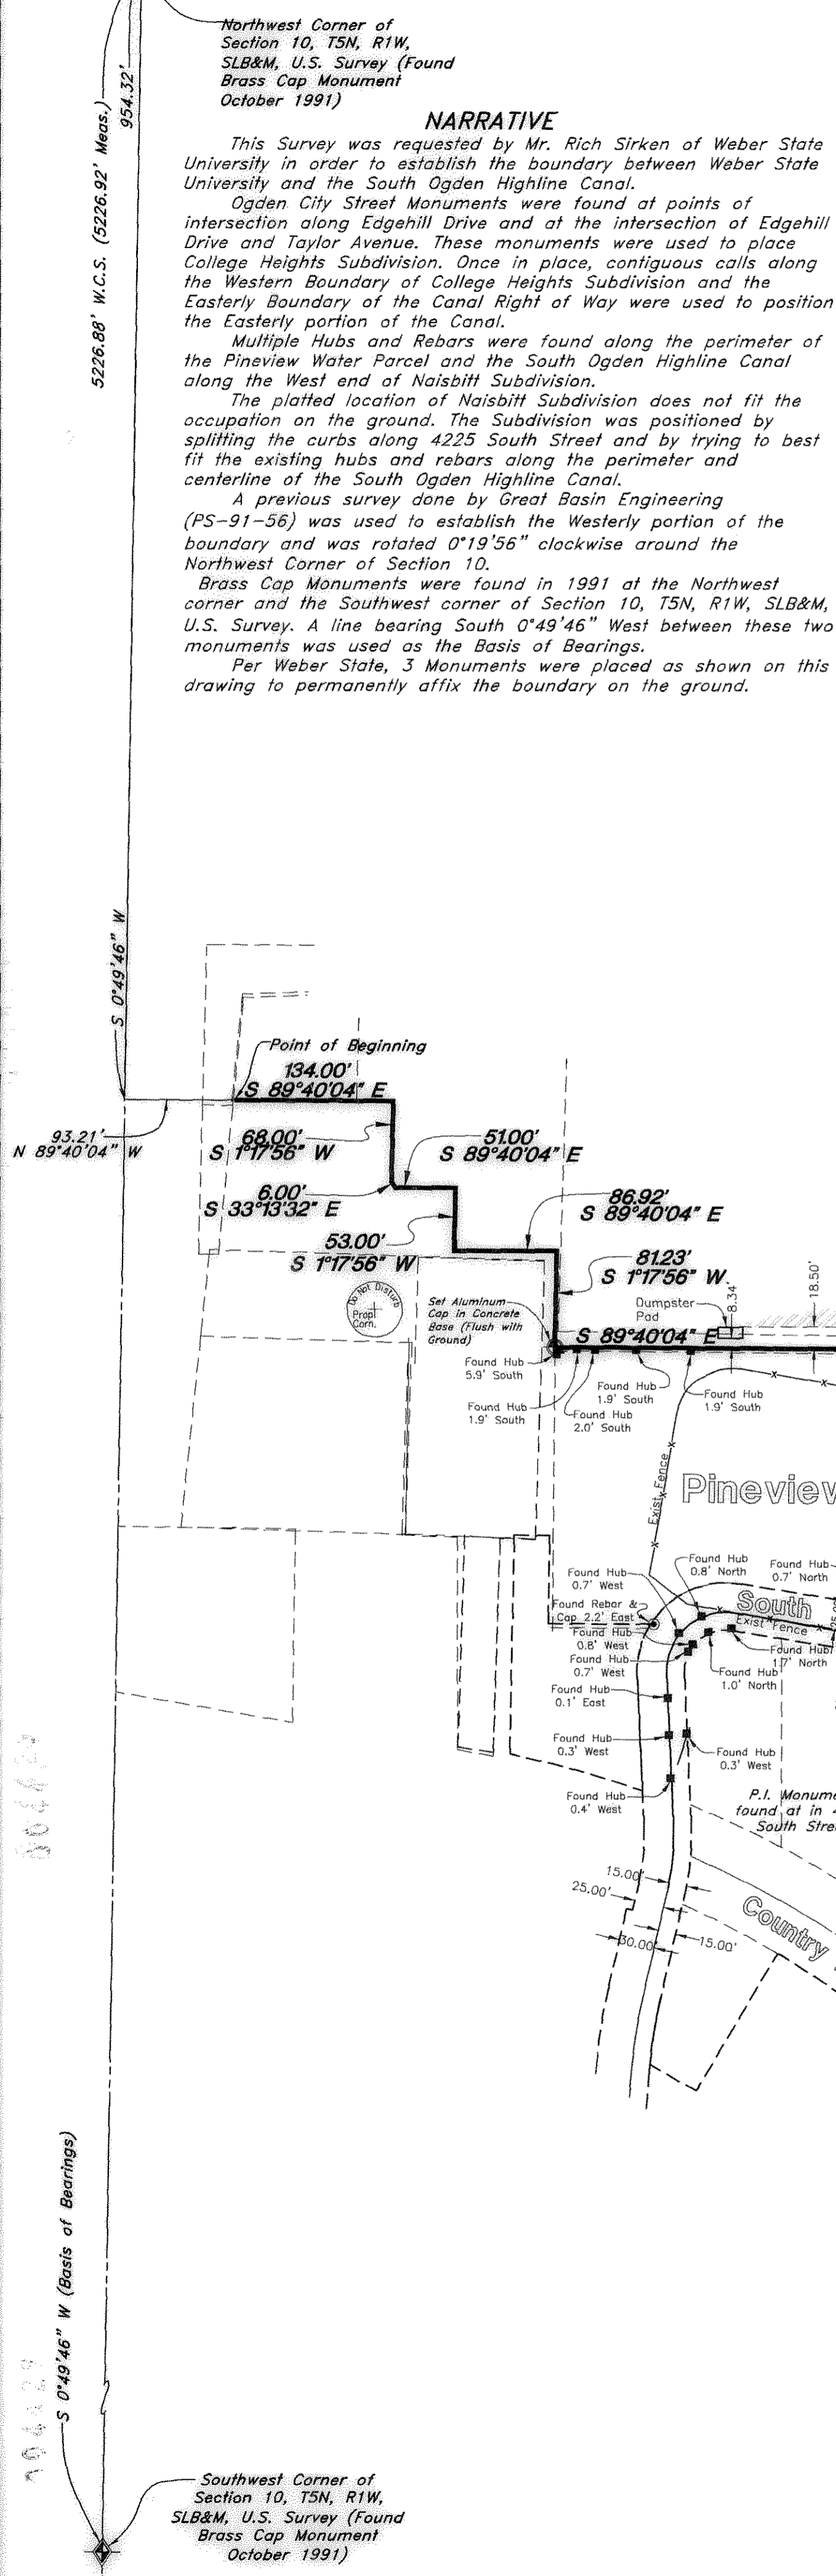 Northwest Corner of
Section 10, T5N, R1W,
SLB&M, U.S. Survey (Found
Brass Cap Monument
October 1991)
954.32'
5226.88' W.C.S. (5226.92' Meas.)
NARRATIVE
This Survey was requested by Mr. Rich Sirken of Weber State
University in order to establish the boundary between Weber State
University and the South Ogden Highline Canal.
Ogden City Street Monuments were found at points of
intersection along Edgehill Drive and at the intersection of Edgehill
Drive and Taylor Avenue. These monuments were used to place
College Heights Subdivision. Once in place, contiguous calls along
the Western Boundary of College Heights Subdivision and the
Easterly Boundary of the Canal Right of Way were used to position
the Easterly portion of the Canal.
Multiple Hubs and Rebars were found along the perimeter of
the Pineview Water Parcel and the South Ogden Highline Canal
along the West end of Naisbitt Subdivision.
The platted location of Naisbitt Subdivision does not fit the
occupation on the ground. The Subdivision was positioned by
splitting the curbs along 4225 South Street and by trying to best
fit the existing hubs and rebars along the perimeter and
centerline of the South Ogden Highline Canal.
A previous survey done by Great Basin Engineering
(PS-91-56) was used to establish the Westerly portion of the
boundary and was rotated 0°19'56" clockwise around the
Northwest Corner of Section 10.
Brass Cap Monuments were found in 1991 at the Northwest
corner and the Southwest corner of Section 10, T5N, R1W, SLB&M,
U.S. Survey. A line bearing South 0°49'46" West between these two
monuments was used as the Basis of Bearings.
Per Weber State, 3 Monuments were placed as shown on this
drawing to permanently affix the boundary on the ground.
S 0°49'46" W
Point of Beginning
134.00'
S 89°40'04" E
93.21'
N 89°40'04" W
68.00'
S 1°17'56" W
51.00'
S 89°40'04" E
6.00'
S 33°13'32" E
86.92'
S 89°40'04" E
53.00'
S 1°17'56" W
81.23'
S 1°17'56" W
8.34'
18.50'
Do Not Disturb
Prop.
Corn.
Set Aluminum
Cap in Concrete
Base (Flush with
Ground)
Dumpster
Pad
S 89°40'04" E
Found Hub
5.9' South
Found Hub
1.9' South
Found Hub
1.9' South
Found Hub
1.9' South
Found Hub
2.0' South
Exist Fence
Pineview
Found Hub
0.8' North
Found Hub
0.7' North
Found Hub
0.7' West
Found Rebar &
Cap 2.2' East
South
Exist Fence
Found Hub
0.8' West
Found Hub
1.7' North
Found Hub
0.7' West
Found Hub
1.0' North
Found Hub
0.1' East
Found Hub
0.3' West
Found Hub
0.3' West
Found Hub
0.4' West
P.I. Monume
found at in 4
South Stre
15.00'
25.00'
30.00'
15.00'
Country
S 0°49'46" W (Basis of Bearings)
Southwest Corner of
Section 10, T5N, R1W,
SLB&M, U.S. Survey (Found
Brass Cap Monument
October 1991)